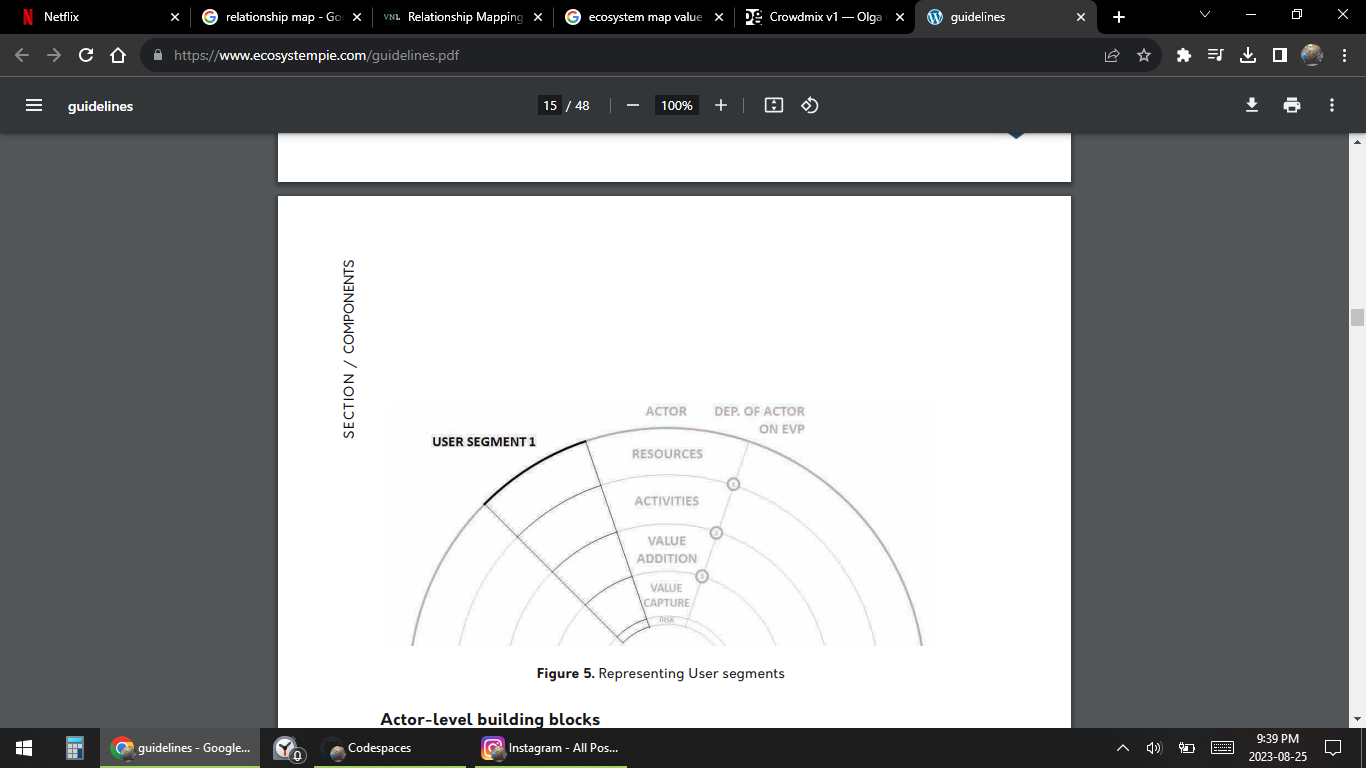 Netflix
relationship map - Goo
VNL Relationship Mapping
ecosystem map value
Crowdmix v1 — Olga
guidelines
https://www.ecosystempie.com/guidelines.pdf
guidelines
15 / 48
100%
SECTION / COMPONENTS
ACTOR
DEP. OF ACTOR
ON EVP
USER SEGMENT 1
RESOURCES
ACTIVITIES
VALUE
ADDITION
VALUE
CAPTURE
RISK
Figure 5. Representing User segments
Actor-level building blocks
guidelines - Google...
0
Codespaces
Instagram - All Pos...
9:39 PM
2023-08-25